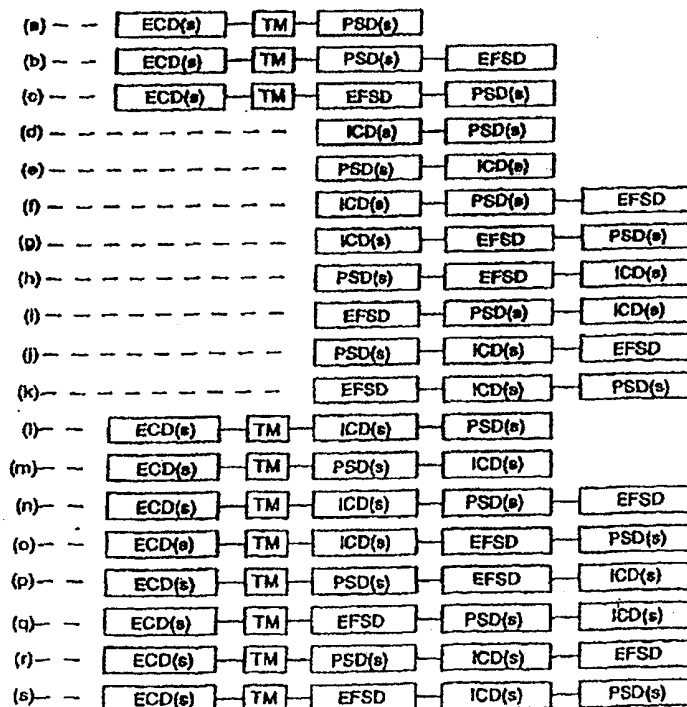 (a) ECD(s) TM PSD(s)
(b) ECD(s) TM PSD(s) EFSD
(c) ECD(s) TM EFSD PSD(s)
(d) ICD(s) PSD(s)
(e) PSD(s) ICD(s)
(f) ICD(s) PSD(s) EFSD
(g) ICD(s) EFSD PSD(s)
(h) PSD(s) EFSD ICD(s)
(i) EFSD PSD(s) ICD(s)
(j) PSD(s) ICD(s) EFSD
(k) EFSD ICD(s) PSD(s)
(l) ECD(s) TM ICD(s) PSD(s)
(m) ECD(s) TM PSD(s) ICD(s)
(n) ECD(s) TM ICD(s) PSD(s) EFSD
(o) ECD(s) TM ICD(s) EFSD PSD(s)
(p) ECD(s) TM PSD(s) EFSD ICD(s)
(q) ECD(s) TM EFSD PSD(s) ICD(s)
(r) ECD(s) TM PSD(s) ICD(s) EFSD
(s) ECD(s) TM EFSD ICD(s) PSD(s)